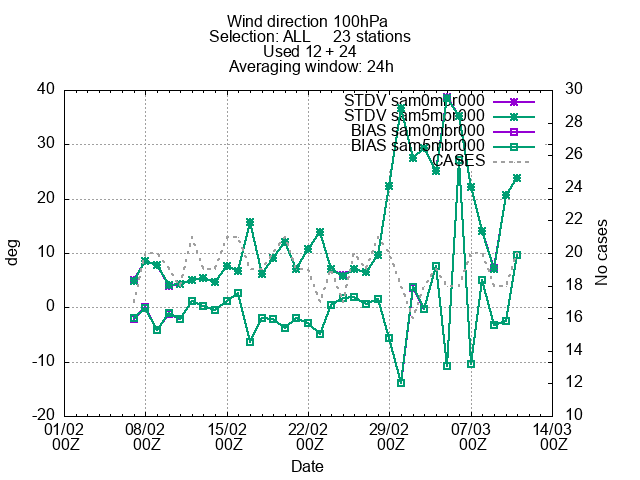 Wind direction 100hPa
Selection: ALL 23 stations
Used 12 + 24
Averaging window: 24h
STDV sam0mbr000
STDV sam5mbr000
BIAS sam0mbr000
BIAS sam5mbr000
CASES
40
30
20
10
0
-10
-20
deg
30
28
26
24
22
20
18
16
14
12
10
No cases
01/02 08/02 15/02 22/02 29/02 07/03 14/03
00Z 00Z 00Z 00Z 00Z 00Z 00Z
Date